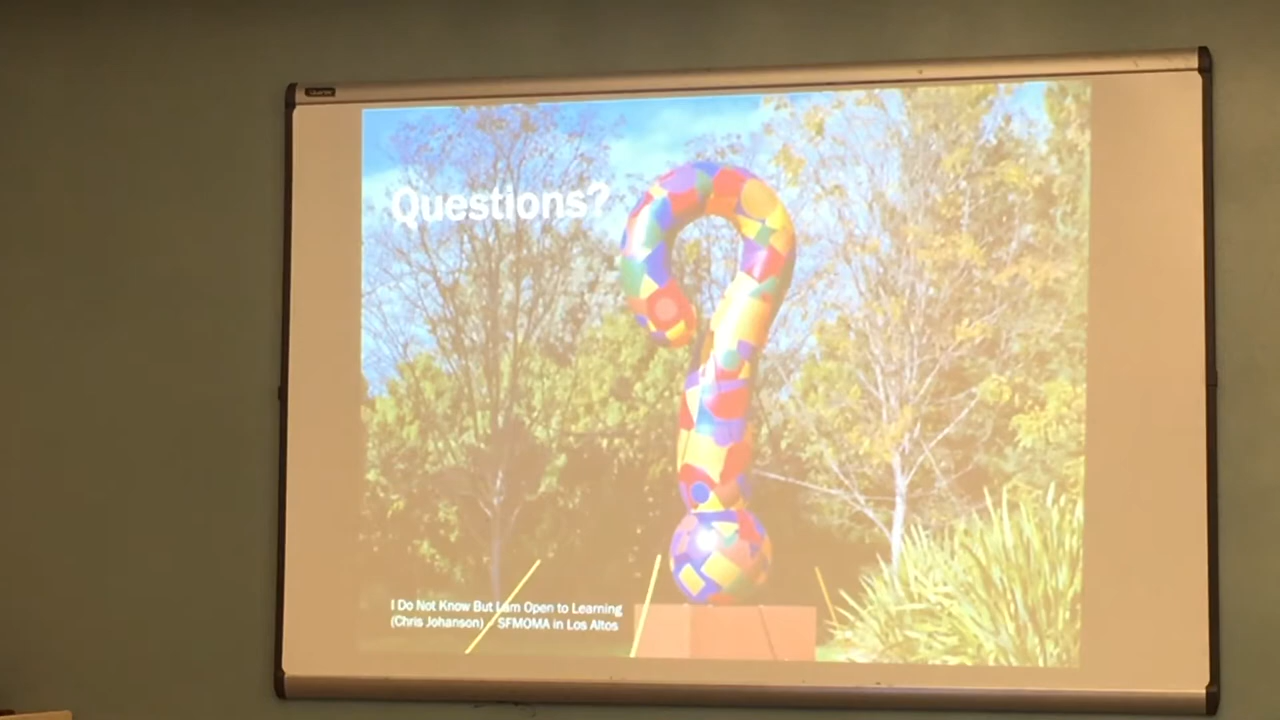 Questions?
I Do Not Know But I am Open to Learning
(Chris Johanson) - SFMOMA in Los Altos